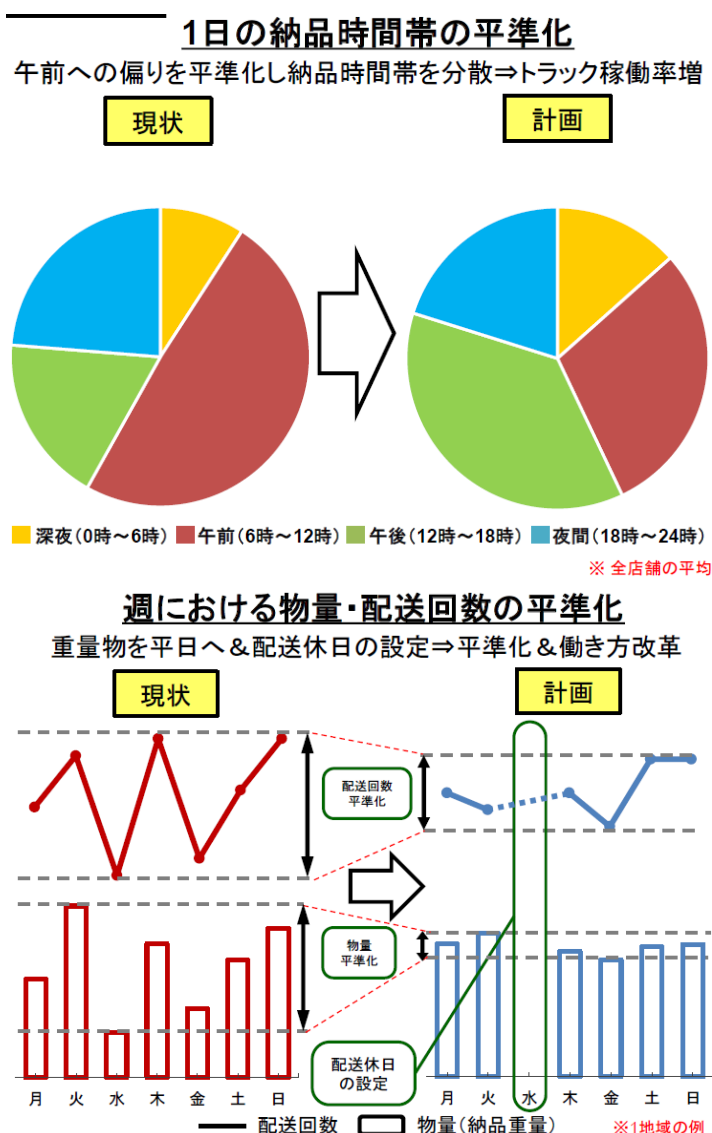 1日の納品時間帯の平準化
午前への偏りを平準化し納品時間帯を分散⇒トラック稼働率増
現状
計画
深夜(0時～6時) 午前(6時～12時) 午後(12時～18時) 夜間(18時～24時)
※ 全店舗の平均
週における物量・配送回数の平準化
重量物を平日へ＆配送休日の設定⇒平準化＆働き方改革
現状
計画
配送回数
平準化
物量
平準化
配送休日
の設定
月 火 水 木 金 土 日
月 火 水 木 金 土 日
配送回数 物量(納品重量)
※1地域の例